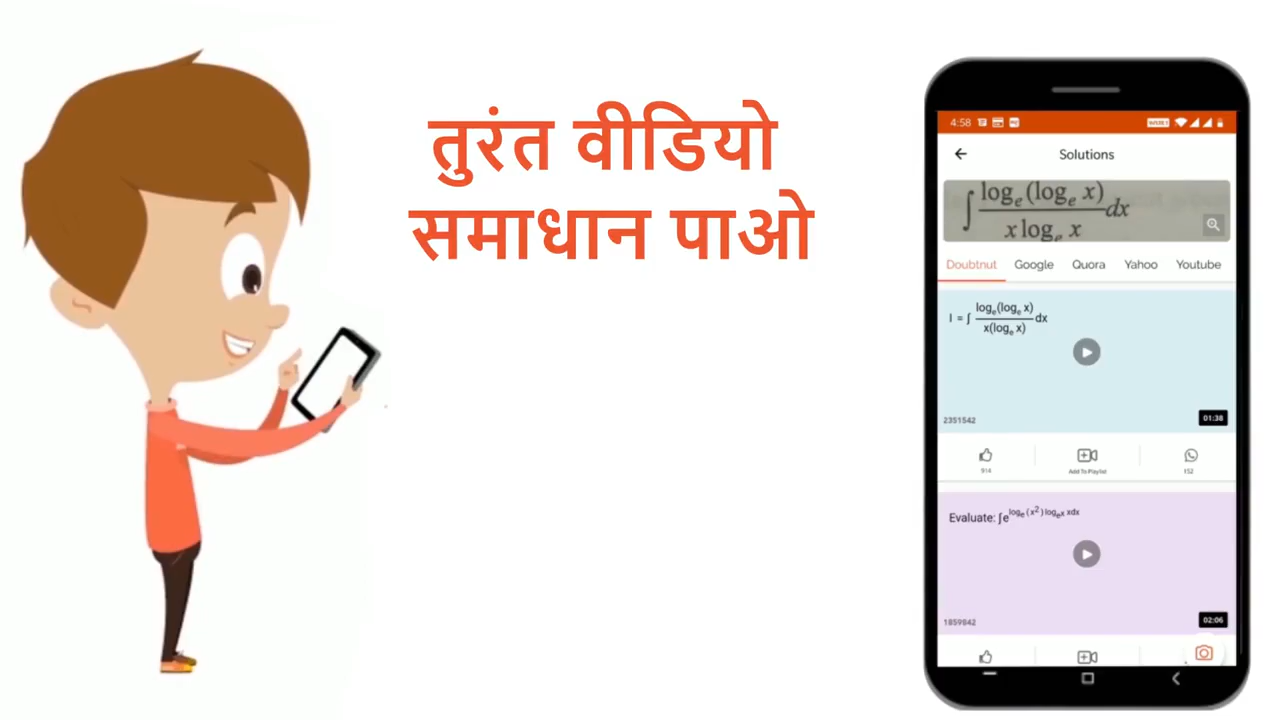 तुरंत वीडियो
समाधान पाओ
4:58
Solutions
∫ logₑ(logₑ x) / x logₑ x dx
Doubtnut Google Quora Yahoo Youtube
I = ∫ logₑ(logₑ x) / x(logₑ x) dx
2351542
01:38
914
Add To Playlist
152
Evaluate: ∫e^logₑ(x²)logₑx xdx
1859842
02:06